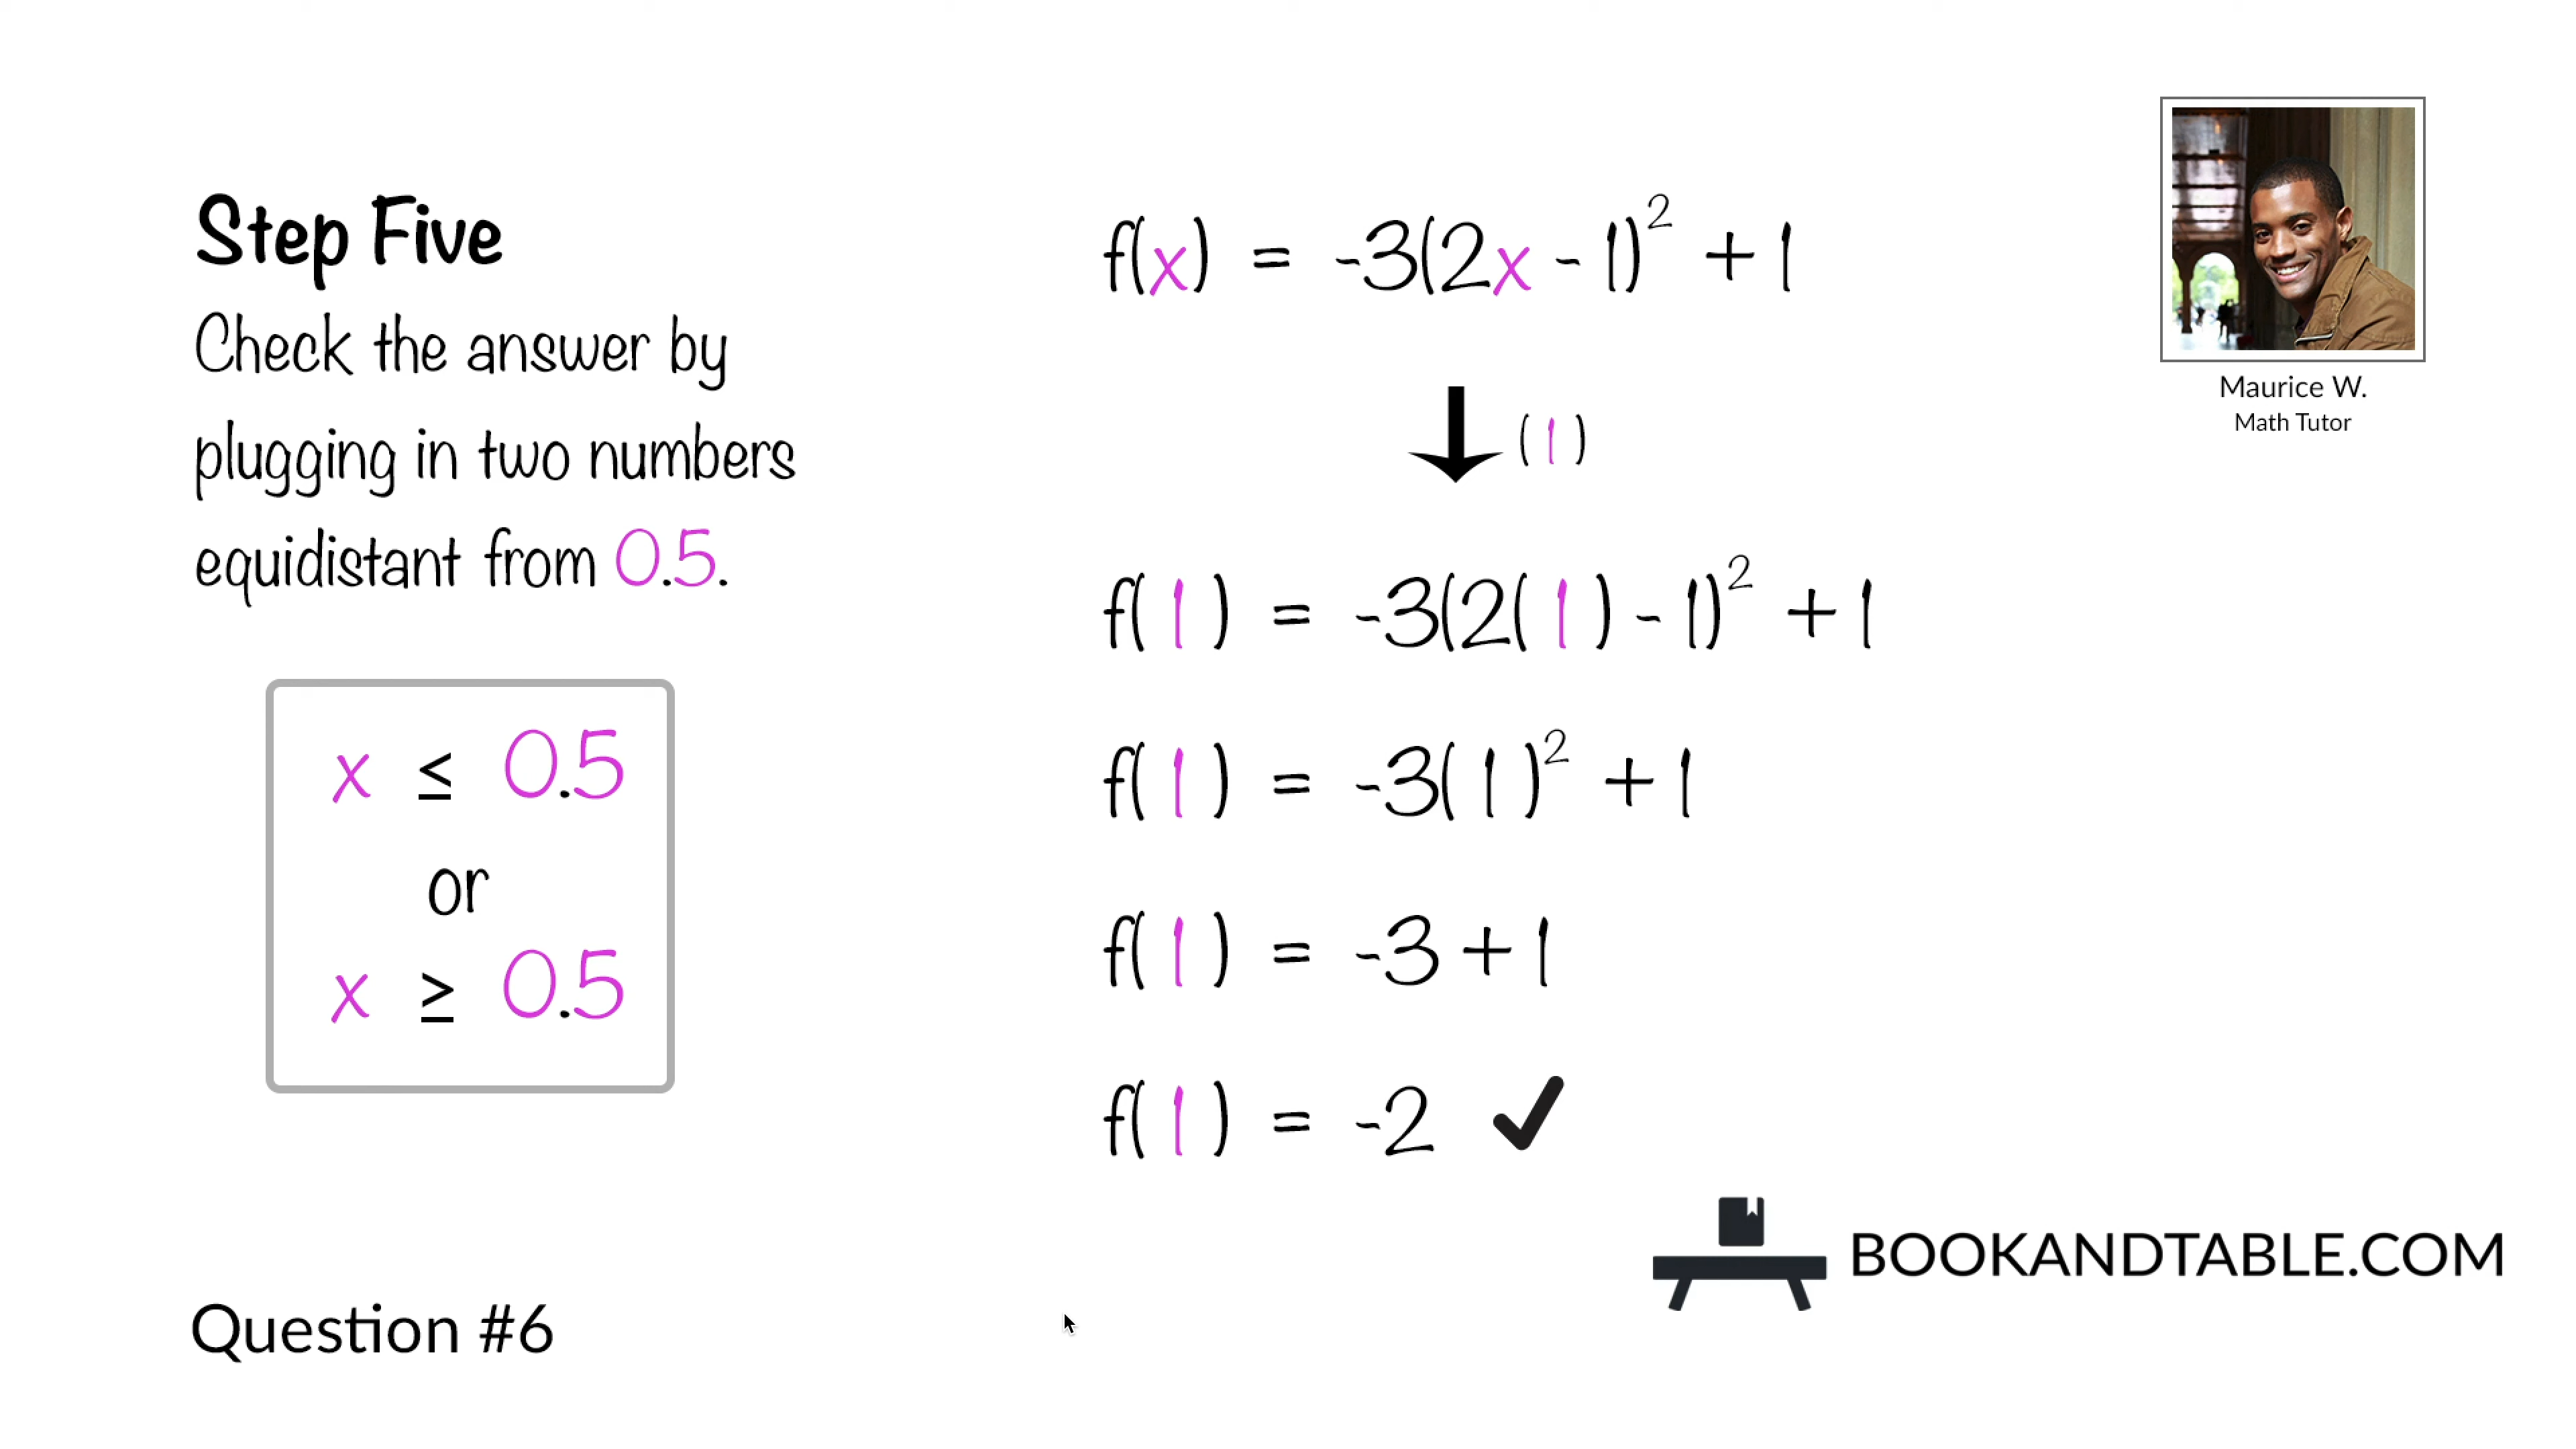 Step Five
Check the answer by
plugging in two numbers
equidistant from 0.5.
x ≤ 0.5
or
x ≥ 0.5
f(x) = -3(2x - 1)² + 1
(1)
f(1) = -3(2(1) - 1)² + 1
f(1) = -3(1)² + 1
f(1) = -3 + 1
f(1) = -2 ✓
Maurice W.
Math Tutor
BOOKANDTABLE.COM
Question #6